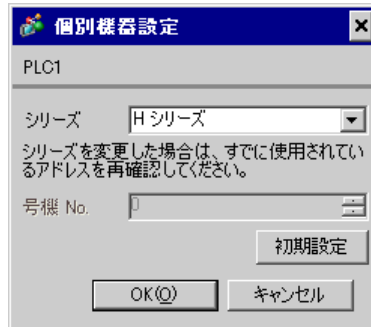 個別機器設定
PLC1
シリーズ Hシリーズ
シリーズを変更した場合は、すでに使用されてい
るアドレスを再確認してください。
号機 No. 0
初期設定
OK(O) キャンセル